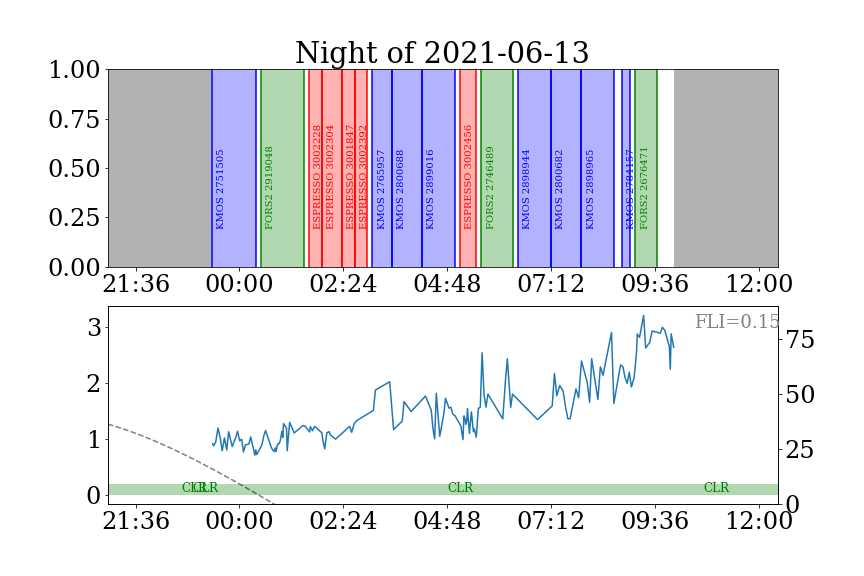 Night of 2021-06-13
1.00
0.75
0.50
0.25
0.00
KMOS 2751505
FORS2 2919048
ESPRESSO 3002228
ESPRESSO 3002304
ESPRESSO 3001847
ESPRESSO 3002392
KMOS 2765957
KMOS 2800688
KMOS 2899016
ESPRESSO 3002456
FORS2 2746489
KMOS 2898944
KMOS 2800682
KMOS 2898965
KMOS 2784157
FORS2 2676471
21:36 00:00 02:24 04:48 07:12 09:36 12:00
FLI=0.15
3
2
1
0
75
50
25
0
CLR CLR CLR CLR
21:36 00:00 02:24 04:48 07:12 09:36 12:00